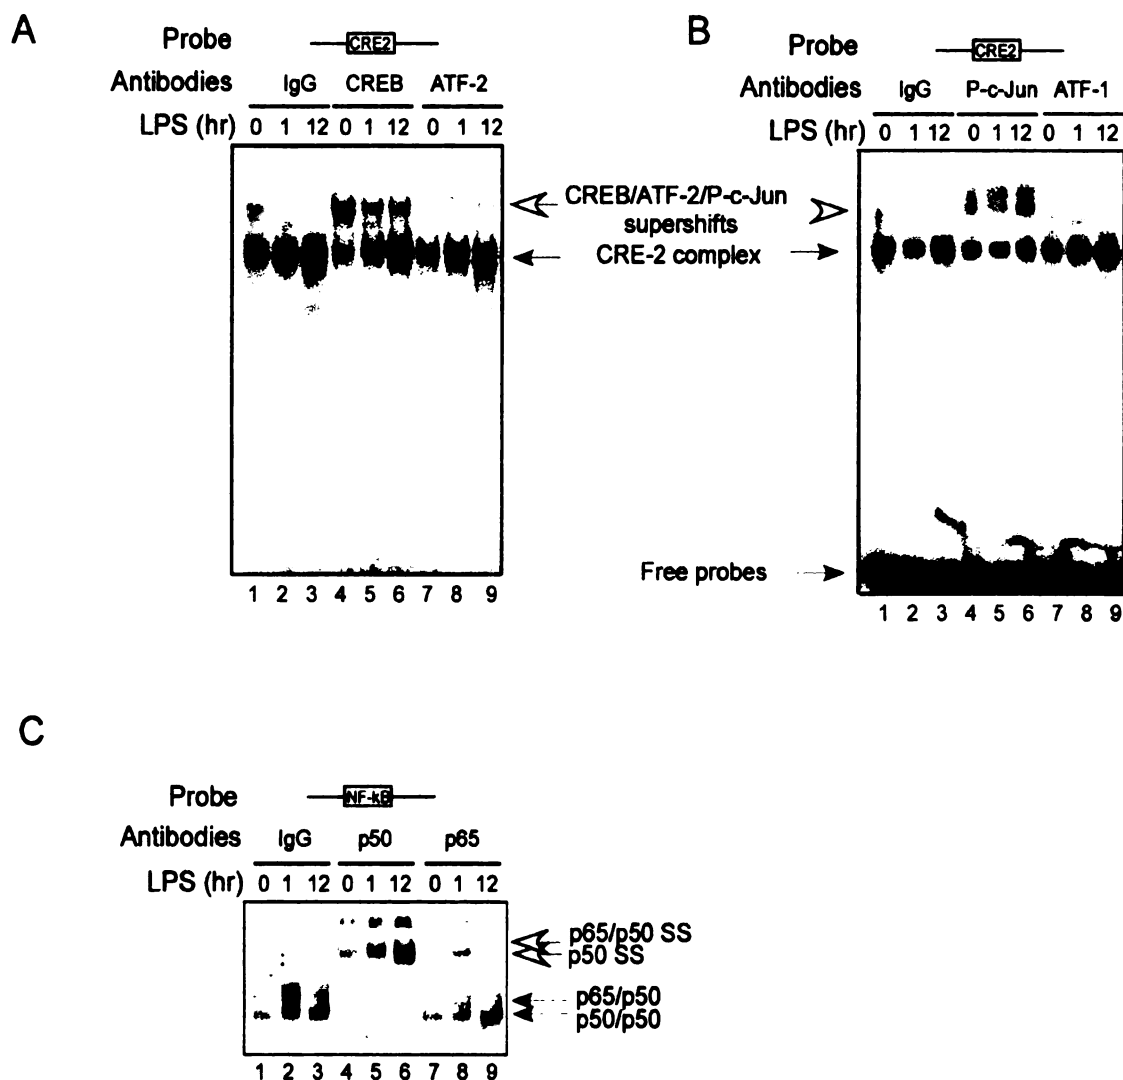 A
Probe CRE2
Antibodies IgG CREB ATF-2
LPS (hr) 0 1 12 0 1 12 0 1 12
1 2 3 4 5 6 7 8 9
B
Probe CRE2
Antibodies IgG P-c-Jun ATF-1
LPS (hr) 0 1 12 0 1 12 0 1 12
CREB/ATF-2/P-c-Jun
supershifts
CRE-2 complex
Free probes
1 2 3 4 5 6 7 8 9
C
Probe NF-kB
Antibodies IgG p50 p65
LPS (hr) 0 1 12 0 1 12 0 1 12
p65/p50 SS
p50 SS
p65/p50
p50/p50
1 2 3 4 5 6 7 8 9